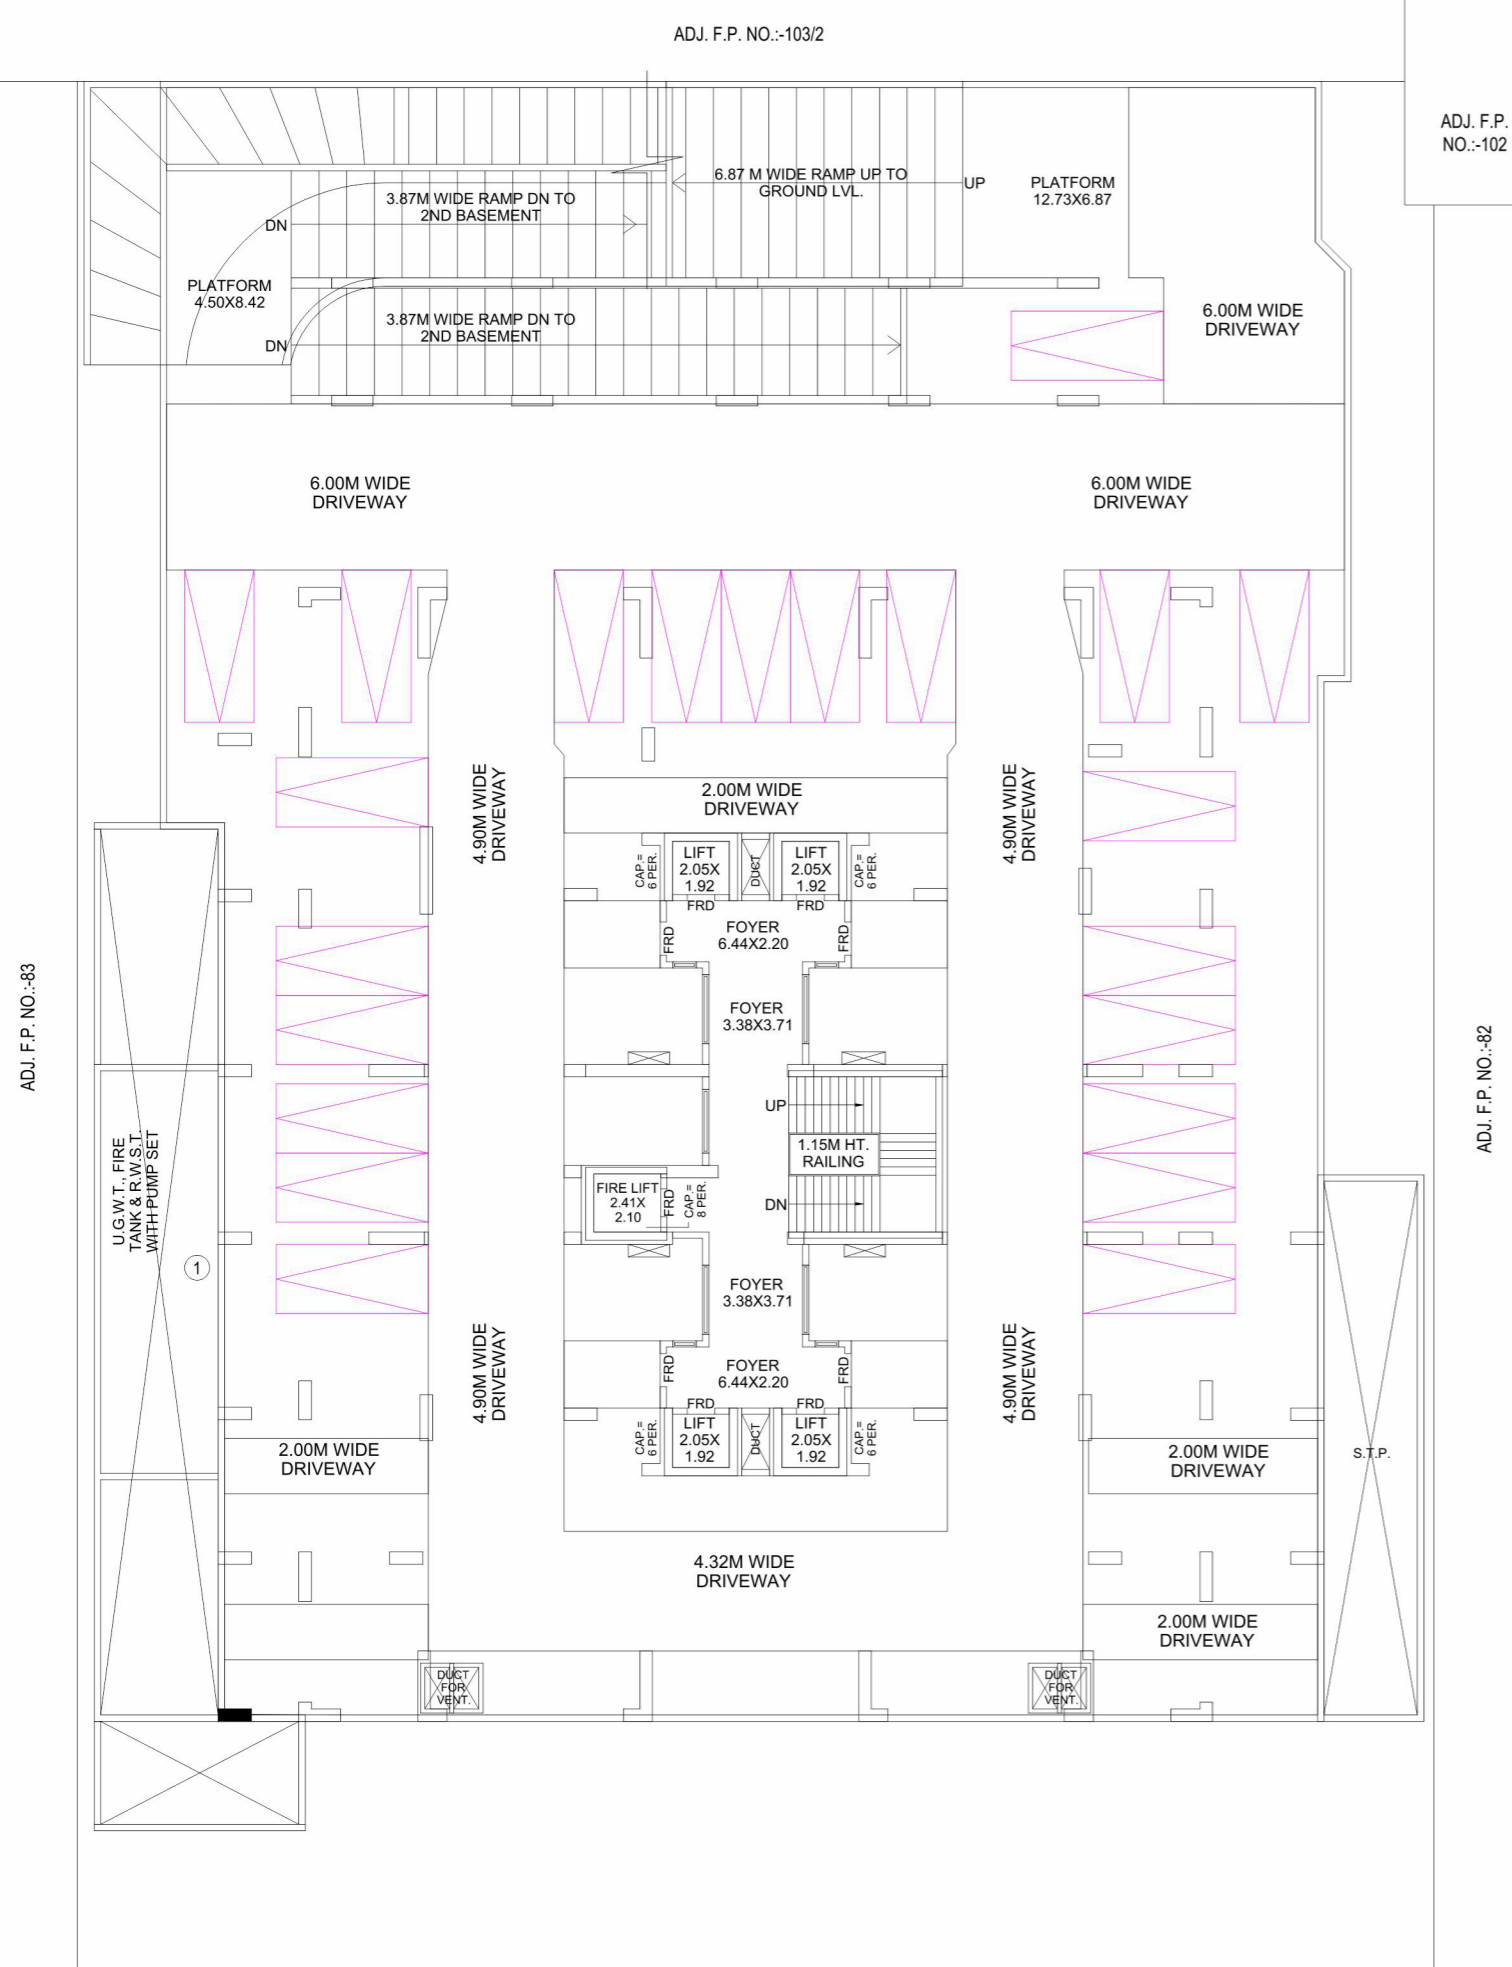 ADJ. F.P. NO.:-103/2
ADJ. F.P.
NO.:-102
6.87 M WIDE RAMP UP TO
GROUND LVL.
UP
PLATFORM
12.73X6.87
3.87M WIDE RAMP DN TO
2ND BASEMENT
DN
PLATFORM
4.50X8.42
3.87M WIDE RAMP DN TO
2ND BASEMENT
DN
6.00M WIDE
DRIVEWAY
6.00M WIDE
DRIVEWAY
6.00M WIDE
DRIVEWAY
4.90M WIDE
DRIVEWAY
2.00M WIDE
DRIVEWAY
4.90M WIDE
DRIVEWAY
CAP.=
6 PER.
LIFT
2.05X
1.92
DUCT
LIFT
2.05X
1.92
CAP.=
6 PER.
FRD
FRD
FRD
FOYER
6.44X2.20
FRD
FOYER
3.38X3.71
ADJ. F.P. NO.:-83
ADJ. F.P. NO.:-82
UP
1.15M HT.
RAILING
DN
U.G.W.T., FIRE
TANK & R.W.S.T.
WITH PUMP SET
1
FIRE LIFT
2.41X
2.10
FRD
CAP.=
8 PER.
FOYER
3.38X3.71
4.90M WIDE
DRIVEWAY
4.90M WIDE
DRIVEWAY
FRD
FOYER
6.44X2.20
FRD
FRD
FRD
CAP.=
6 PER.
LIFT
2.05X
1.92
DUCT
LIFT
2.05X
1.92
CAP.=
6 PER.
2.00M WIDE
DRIVEWAY
2.00M WIDE
DRIVEWAY
S.T.P.
4.32M WIDE
DRIVEWAY
2.00M WIDE
DRIVEWAY
DUCT
FOR
VENT.
DUCT
FOR
VENT.